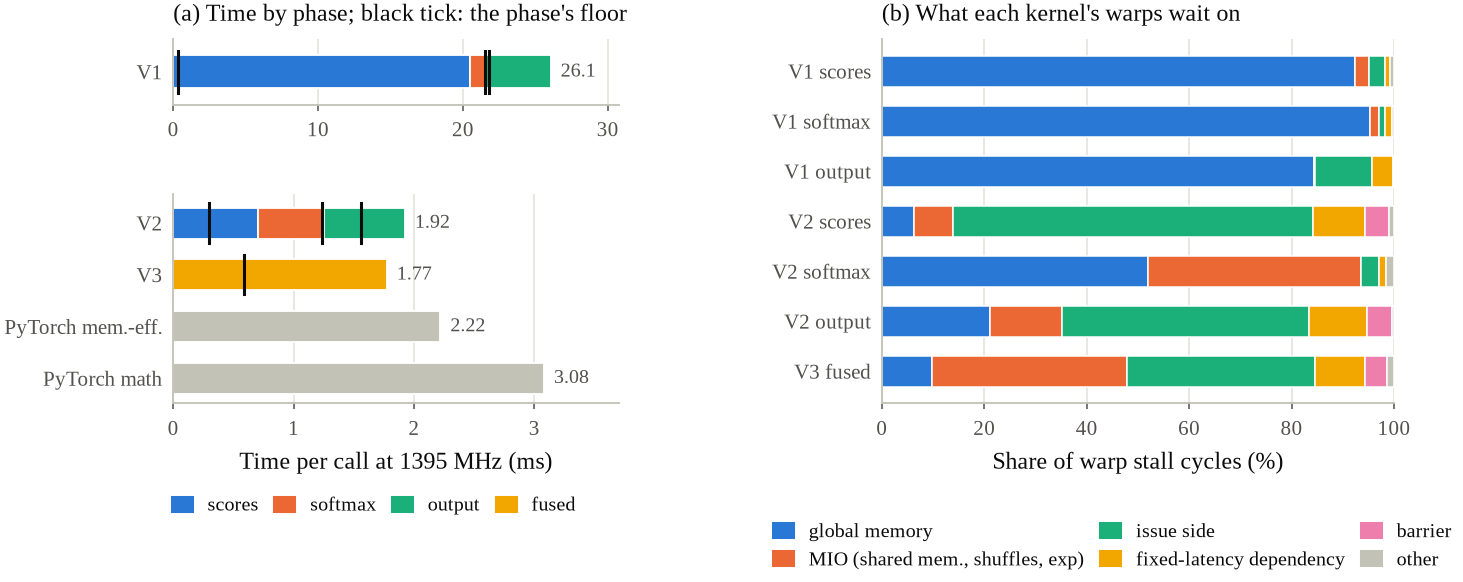 (a) Time by phase; black tick: the phase's floor
V1
26.1
0 10 20 30
V2
1.92
V3
1.77
PyTorch mem.-eff.
2.22
PyTorch math
3.08
0 1 2 3
Time per call at 1395 MHz (ms)
scores softmax output fused
(b) What each kernel's warps wait on
V1 scores
V1 softmax
V1 output
V2 scores
V2 softmax
V2 output
V3 fused
0 20 40 60 80 100
Share of warp stall cycles (%)
global memory issue side barrier
MIO (shared mem., shuffles, exp) fixed-latency dependency other